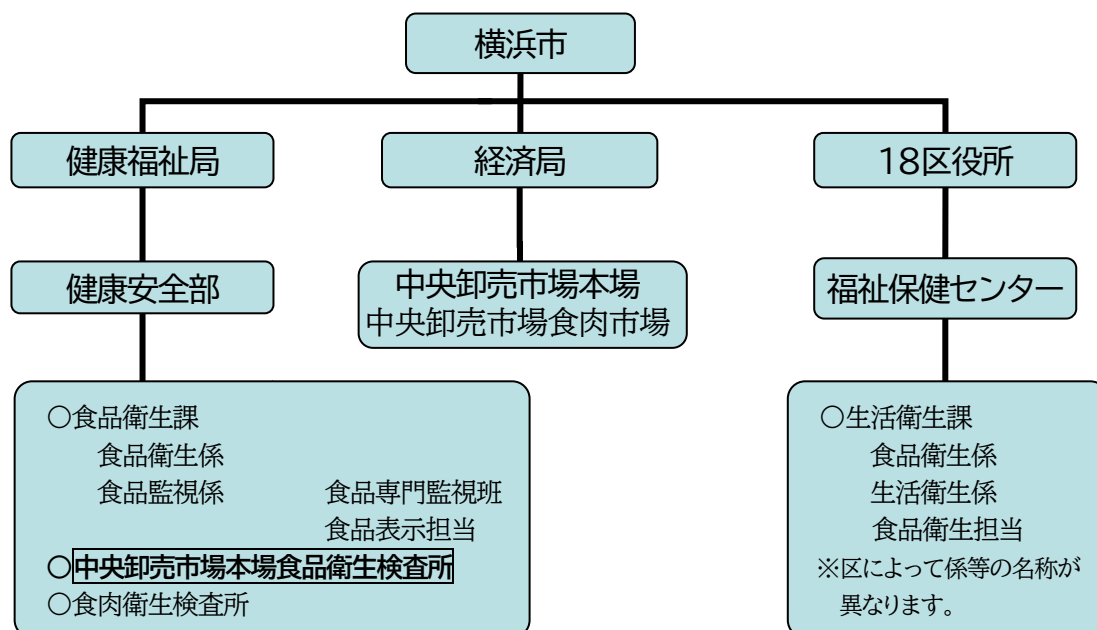 横浜市
健康福祉局
経済局
18区役所
健康安全部
中央卸売市場本場
中央卸売市場食肉市場
福祉保健センター
○食品衛生課
食品衛生係
食品監視係 食品専門監視班
食品表示担当
○中央卸売市場本場食品衛生検査所
○食肉衛生検査所
○生活衛生課
食品衛生係
生活衛生係
食品衛生担当
※区によって係等の名称が
異なります。